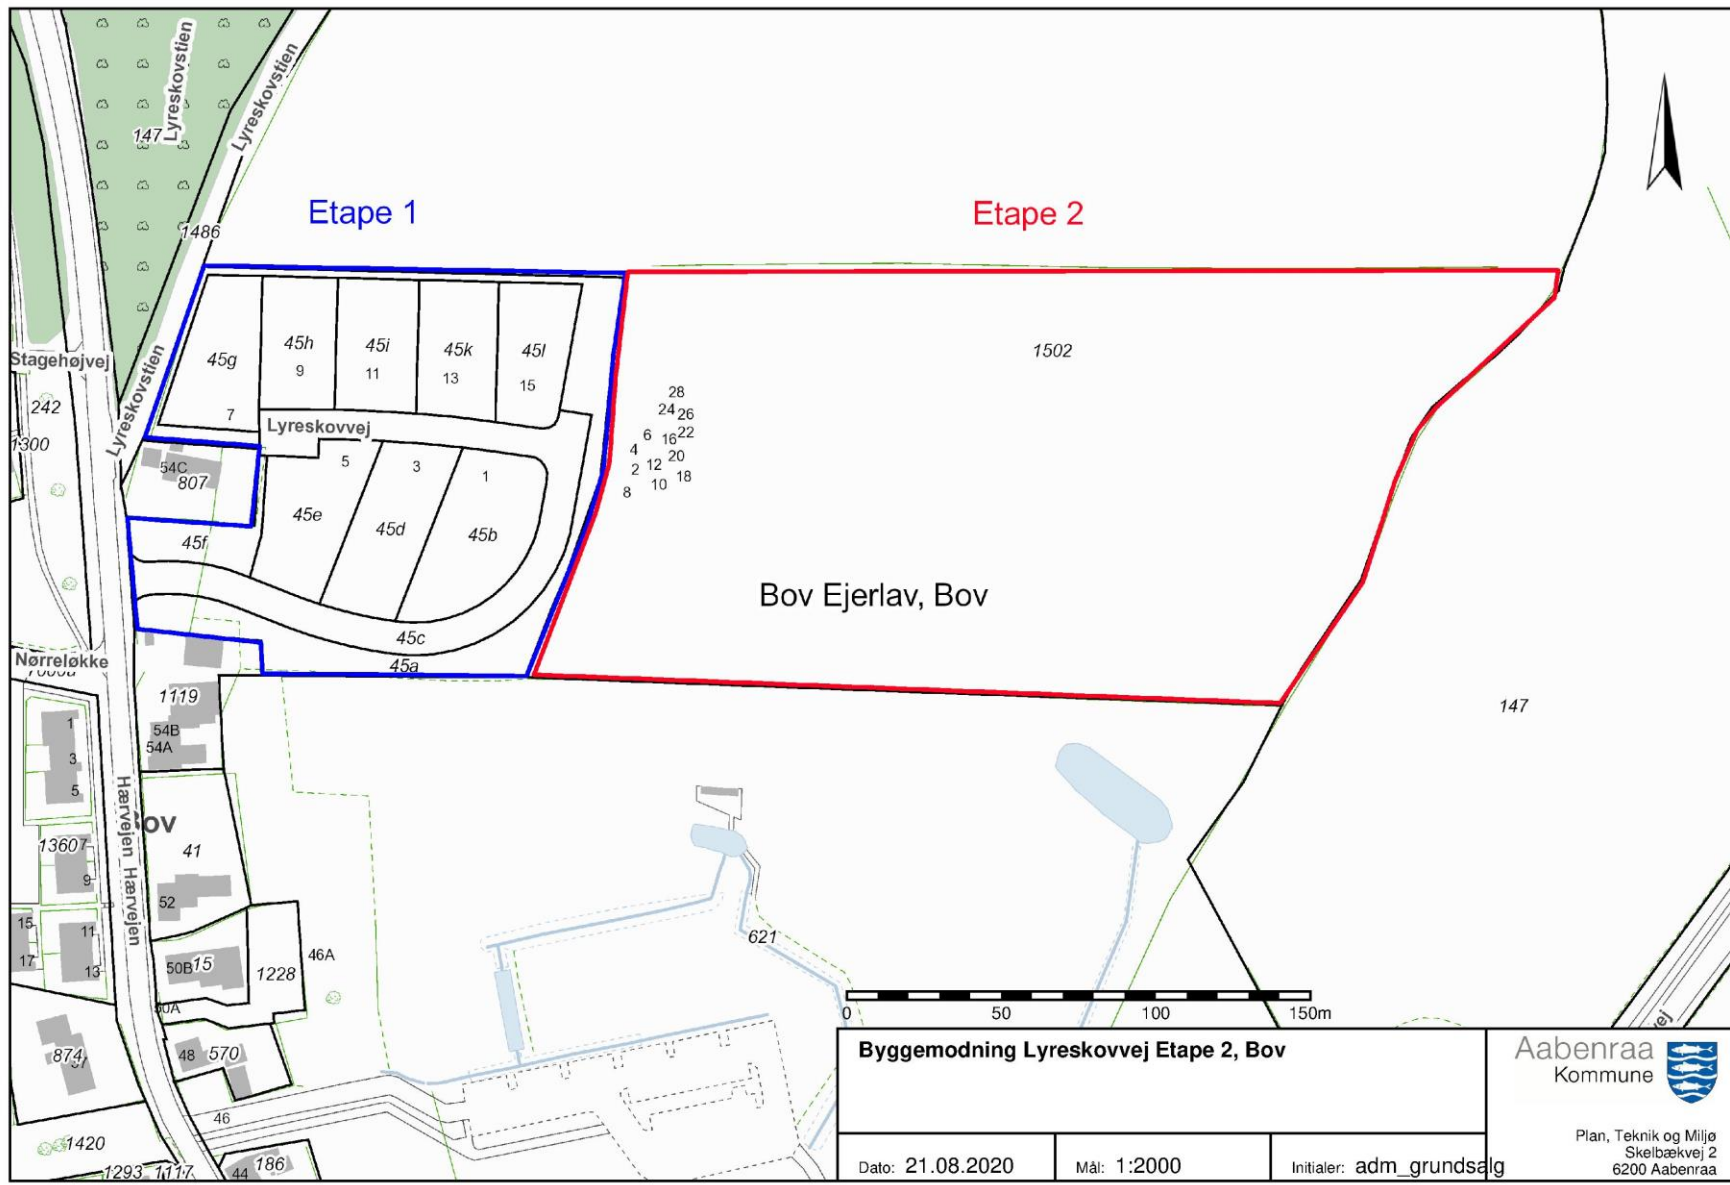 Lyreskovstien
Lyreskovstien
147
1486
Etape 1
Etape 2
Stagehøjvej
Lyreskovstien
242
1300
45g
7
45h
9
45i
11
45k
13
45l
15
1502
Lyreskovvej
28
24
26
6
16
22
4
12
20
2
10
18
8
54C
807
5
3
1
45e
45d
45b
45f
45c
45a
Bov Ejerlav, Bov
Nørreløkke
1119
54B
54A
147
1
3
5
Hærvejen
Hærvejen
41
52
1360
7
9
15
11
17
13
50B
15
1228
46A
621
50A
874
48
570
46
1420
1293
1117
44
186
0
50
100
150m
Byggemodning Lyreskovvej Etape 2, Bov
Dato: 21.08.2020
Mål: 1:2000
Initialer: adm_grundsalg
Aabenraa
Kommune
Plan, Teknik og Miljø
Skelbækvej 2
6200 Aabenraa